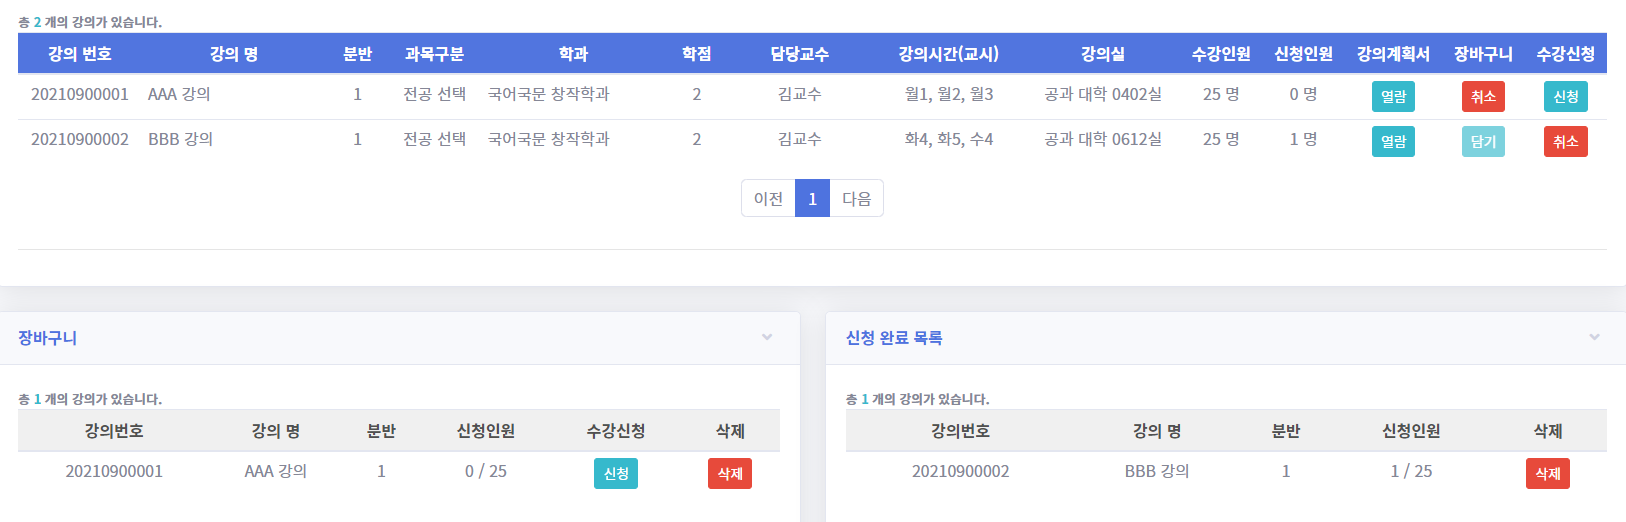 총 2 개의 강의가 있습니다.
강의 번호 강의 명 분반 과목구분 학과 학점 담당교수 강의시간(교시) 강의실 수강인원 신청인원 강의계획서 장바구니 수강신청
20210900001 AAA 강의 1 전공 선택 국어국문 창작학과 2 김교수 월1, 월2, 월3 공과 대학 0402실 25 명 0 명 열람 취소 신청
20210900002 BBB 강의 1 전공 선택 국어국문 창작학과 2 김교수 화4, 화5, 수4 공과 대학 0612실 25 명 1 명 열람 담기 취소
이전 1 다음
장바구니
총 1 개의 강의가 있습니다.
강의번호 강의 명 분반 신청인원 수강신청 삭제
20210900001 AAA 강의 1 0 / 25 신청 삭제
신청 완료 목록
총 1 개의 강의가 있습니다.
강의번호 강의 명 분반 신청인원 삭제
20210900002 BBB 강의 1 1 / 25 삭제